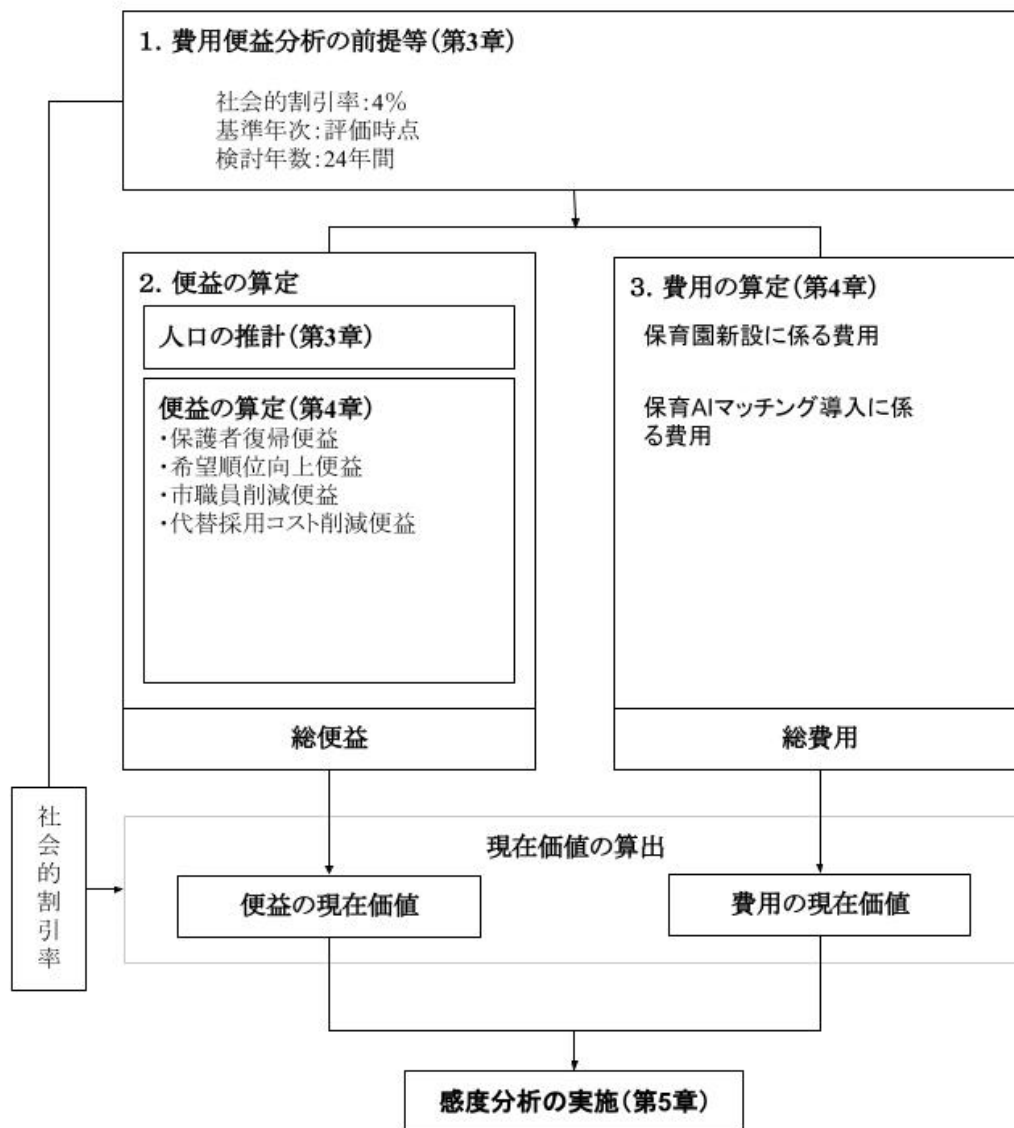 1. 費用便益分析の前提等(第3章)
社会的割引率:4%
基準年次:評価時点
検討年数:24年間
2. 便益の算定
人口の推計(第3章)
便益の算定(第4章)
・保護者復帰便益
・希望順位向上便益
・市職員削減便益
・代替採用コスト削減便益
総便益
3. 費用の算定(第4章)
保育園新設に係る費用
保育AIマッチング導入に係
る費用
総費用
社会的割引率
現在価値の算出
便益の現在価値
費用の現在価値
感度分析の実施(第5章)